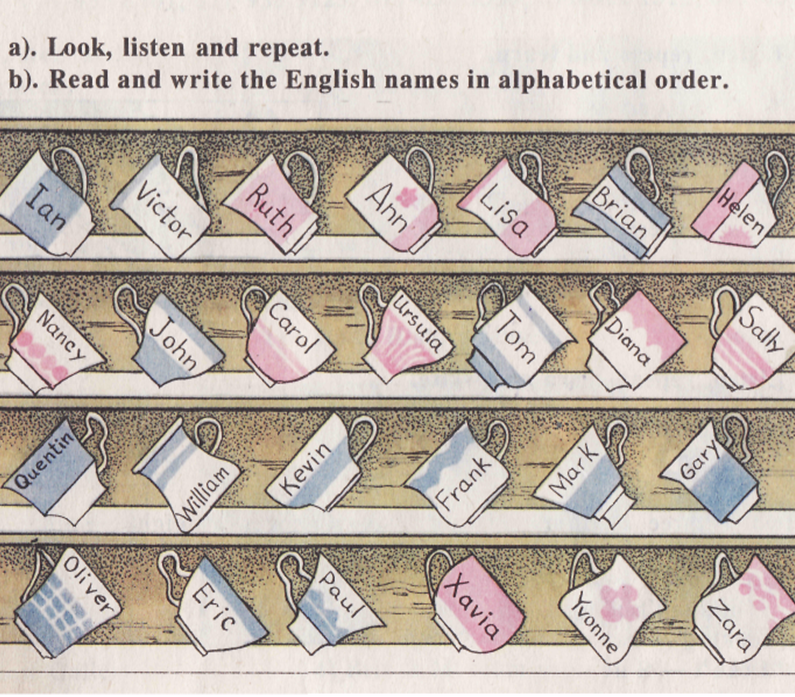 a). Look, listen and repeat.
b). Read and write the English names in alphabetical order.
Ian Victor Ruth Ann Lisa Brian Helen
Nancy John Carol Ursula Tom Diana Sally
Quentin William Kevin Frank Mark Gary
Oliver Eric Paul Xavia Yvonne Zara